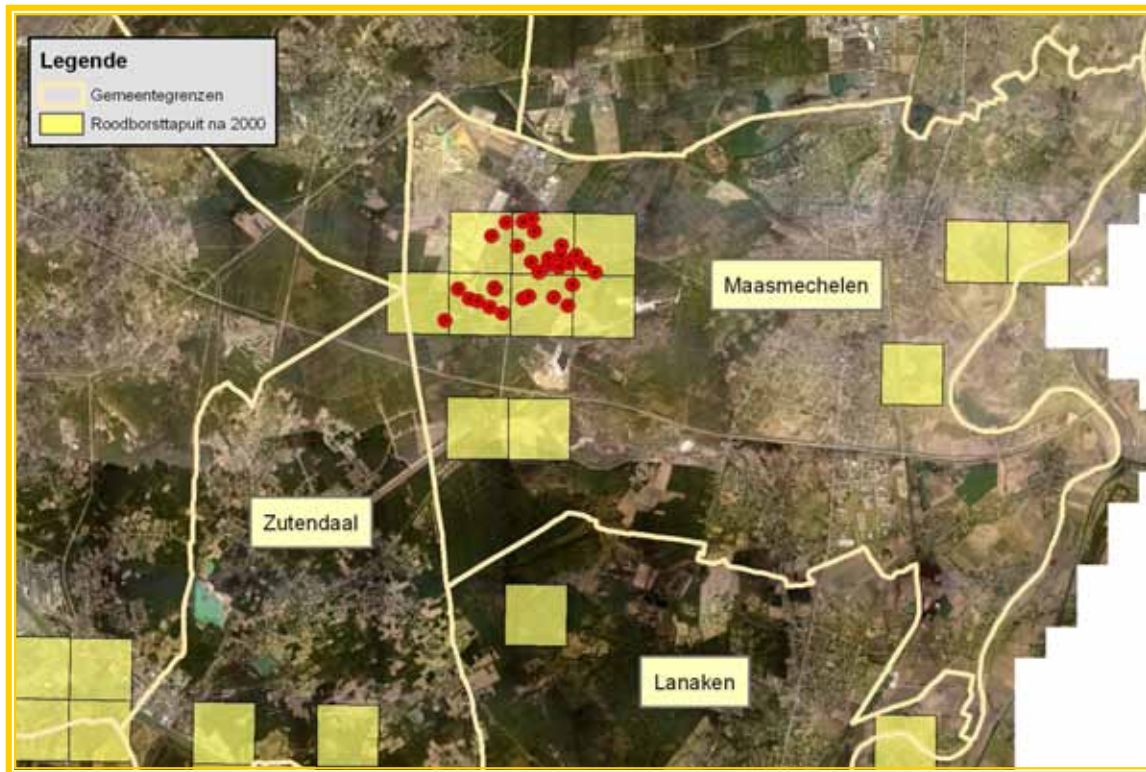 Legende
Gemeentegrenzen
Roodborsttapuit na 2000
Maasmechelen
Zutendaal
Lanaken